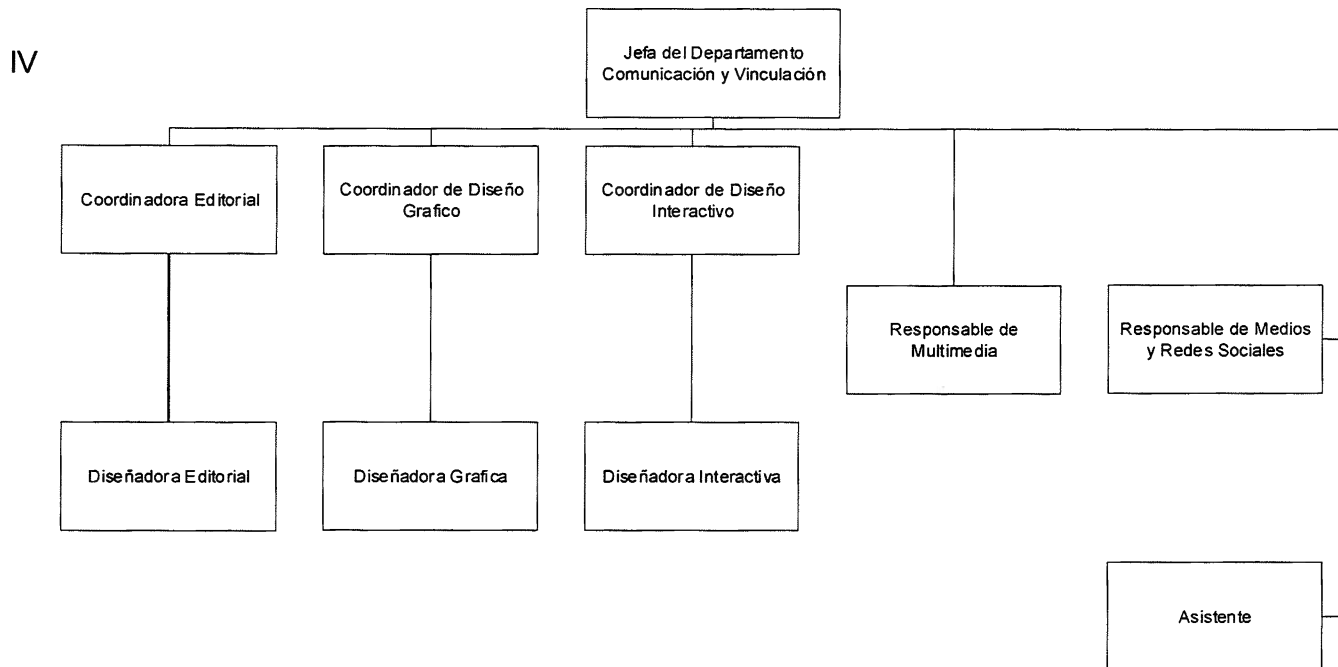 IV
Jefa del Departamento
Comunicación y Vinculación
Coordinadora Editorial
Coordinador de Diseño
Grafico
Coordinador de Diseño
Interactivo
Responsable de
Multimedia
Responsable de Medios
y Redes Sociales
Diseñadora Editorial
Diseñadora Grafica
Diseñadora Interactiva
Asistente